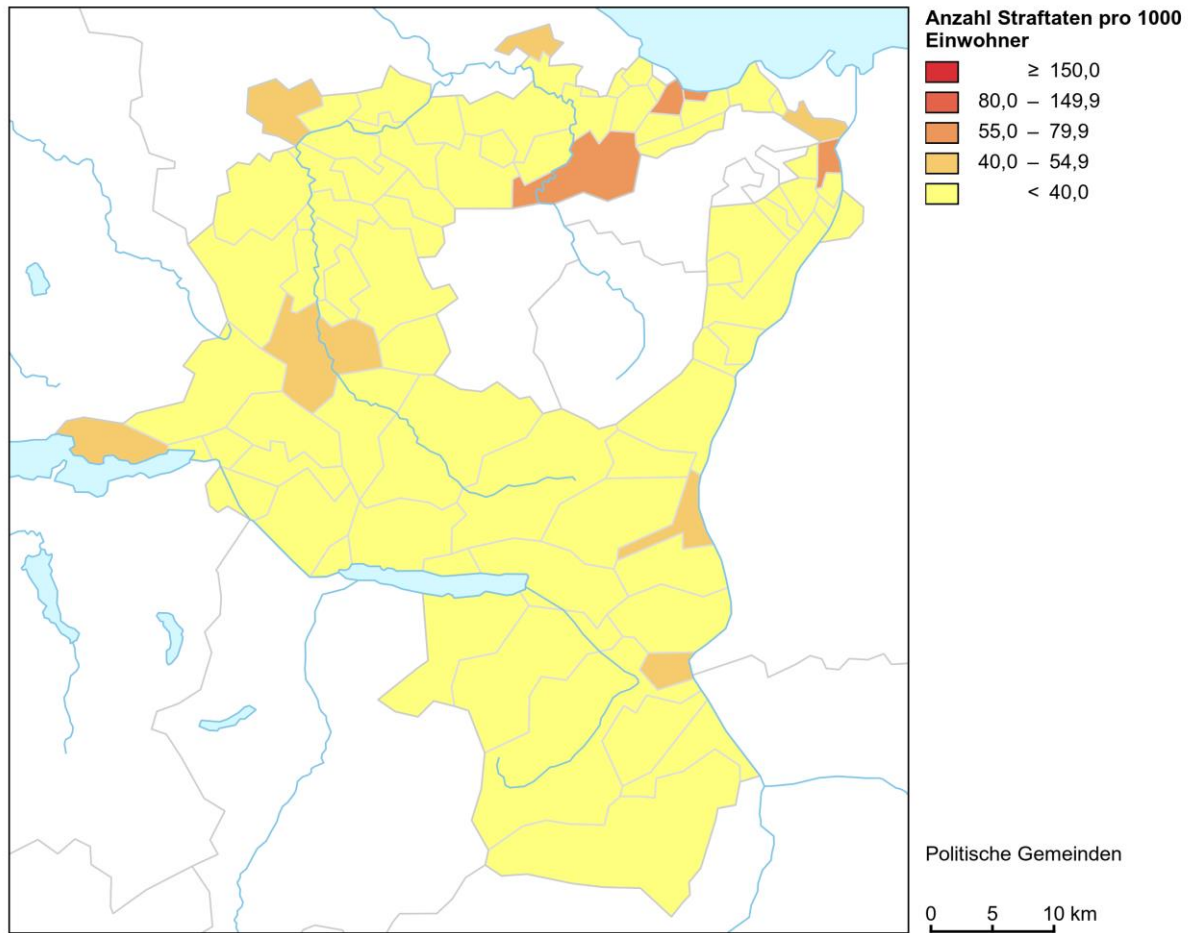 Anzahl Straftaten pro 1000
Einwohner
≥ 150,0
80,0 – 149,9
55,0 – 79,9
40,0 – 54,9
< 40,0
Politische Gemeinden
0 5 10 km